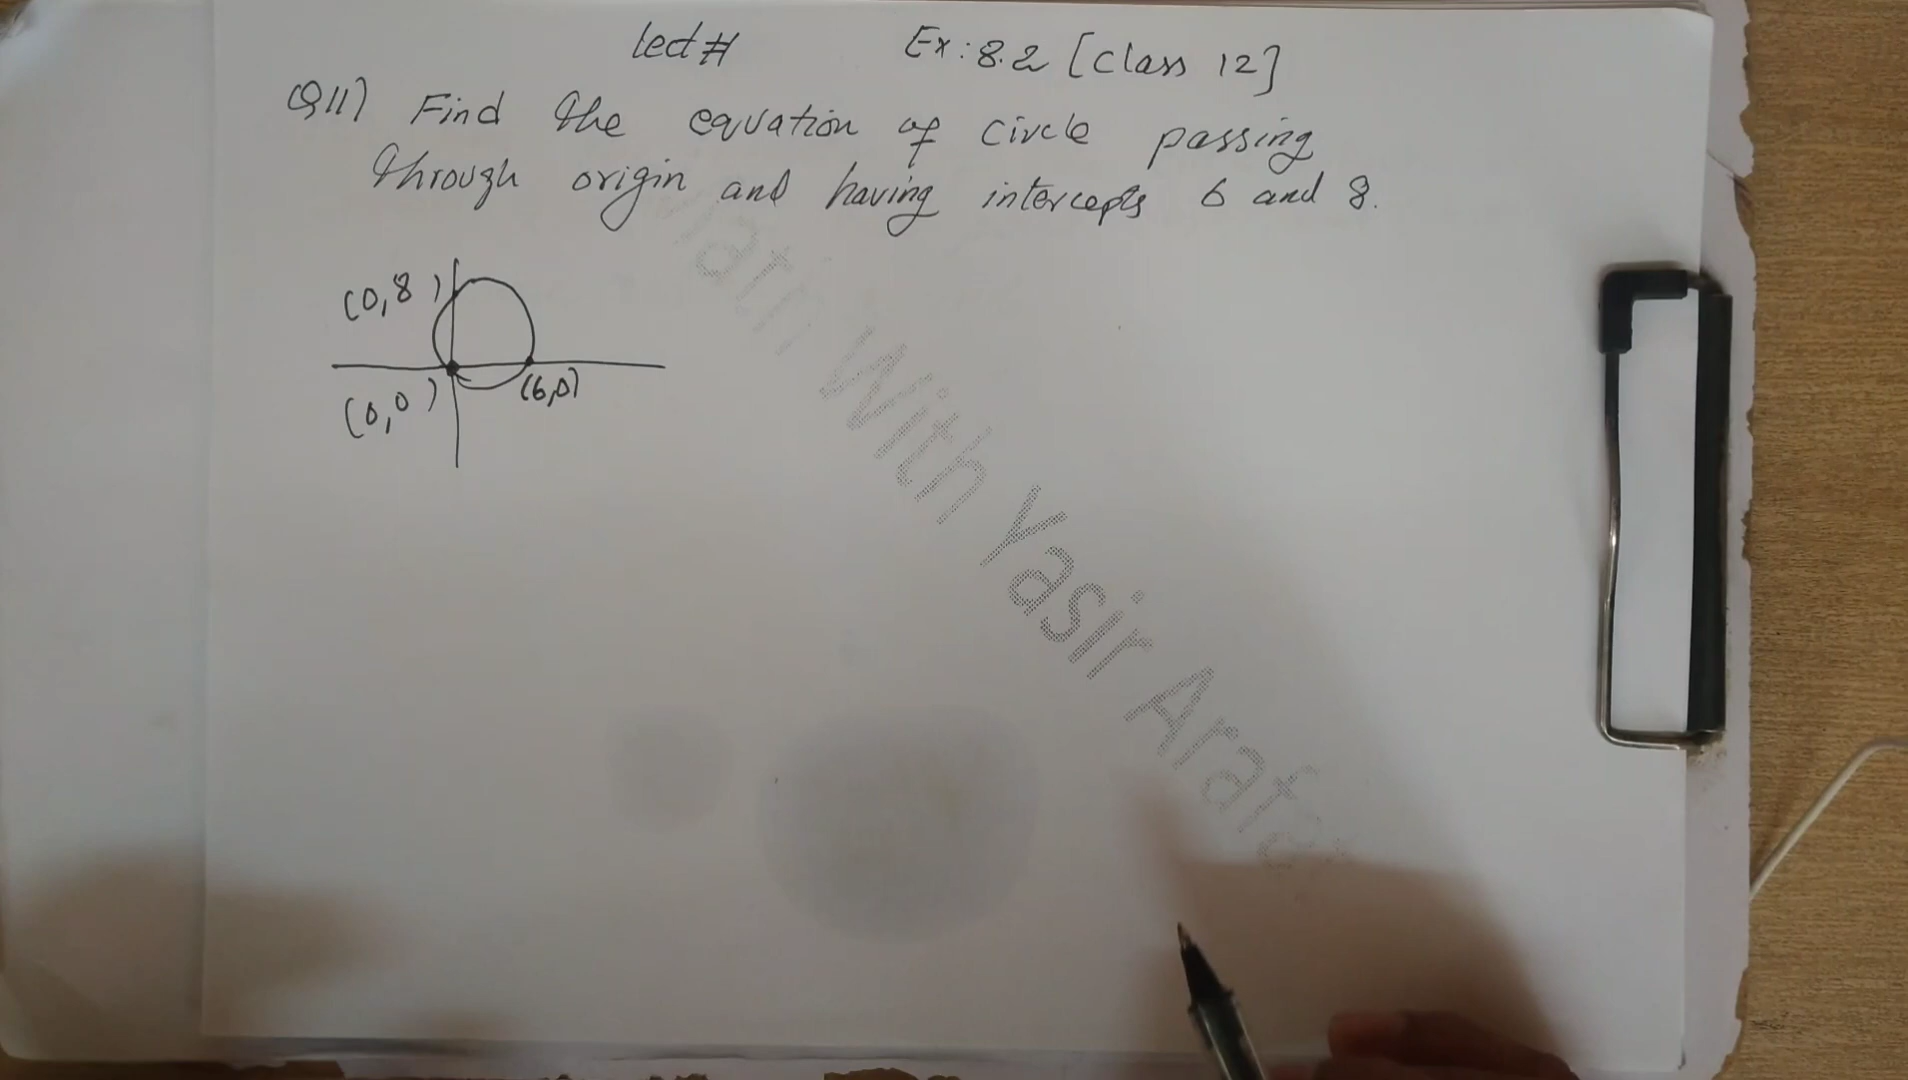 Lect # Ex: 8.2 [Class 12]
Q11) Find the equation of circle passing
through origin and having intercepts 6 and 8.
(0,8)
(0,0) (6,0)
Math With Yasir Arafat